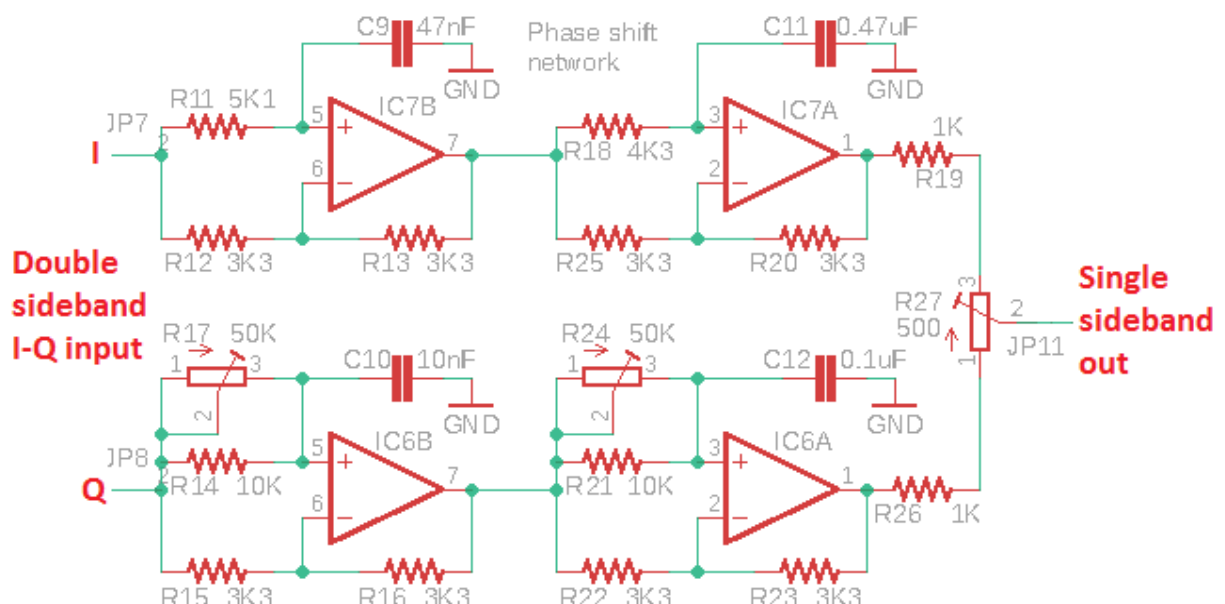 C9 47nF
Phase shift
network
C11 0.47uF
GND
GND
R11 5K1
IC7B
IC7A
JP7
2
5
+
6
−
7
R18 4K3
3
+
2
−
1
1K
R19
I
R12 3K3
R13 3K3
R25 3K3
R20 3K3
Double
sideband
I-Q input
R27
500
3
2
1
JP11
Single
sideband
out
R17 50K
1
3
2
C10 10nF
GND
R24 50K
1
3
2
C12 0.1uF
GND
IC6B
IC6A
JP8
2
R14 10K
5
+
6
−
7
R21 10K
3
+
2
−
1
Q
R26 1K
R15 3K3
R16 3K3
R22 3K3
R23 3K3